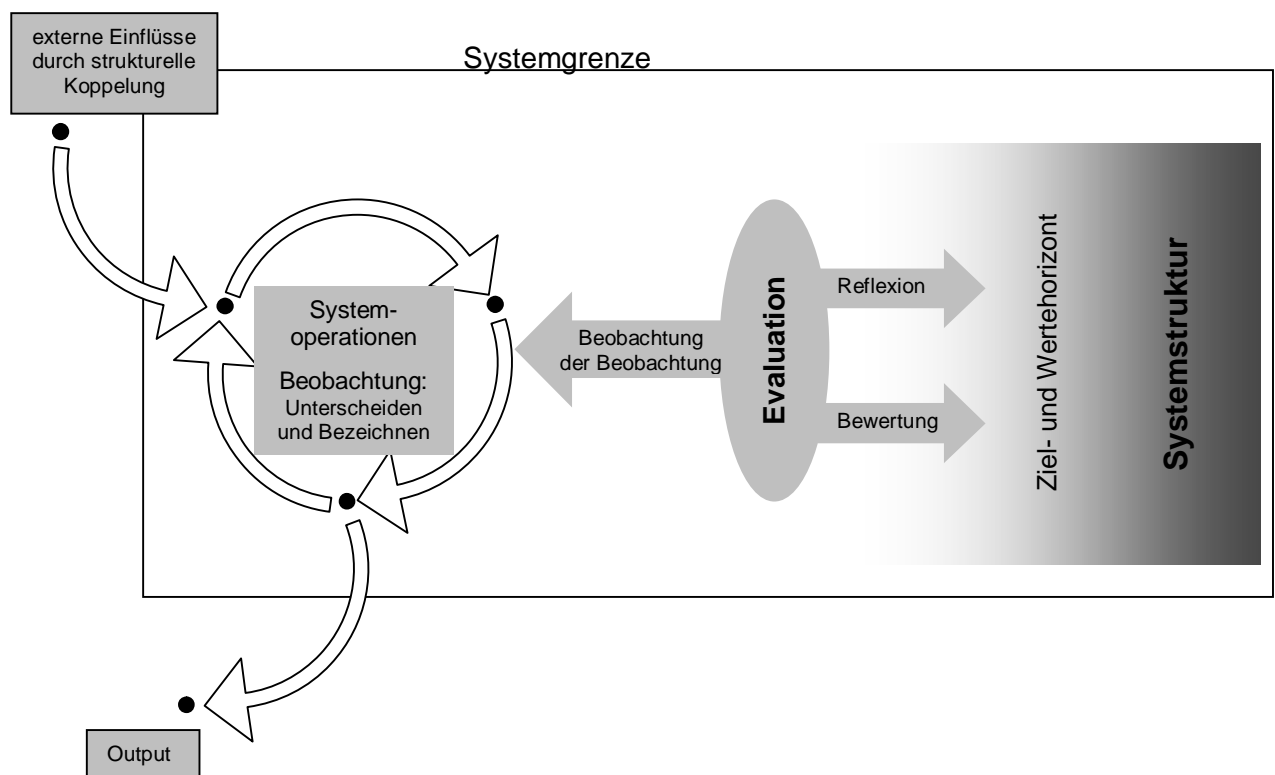 externe Einflüsse
durch strukturelle
Koppelung
Systemgrenze
System-
operationen
Beobachtung:
Unterscheiden
und Bezeichnen
Beobachtung
der Beobachtung
Evaluation
Reflexion
Bewertung
Ziel- und Wertehorizont
Systemstruktur
Output